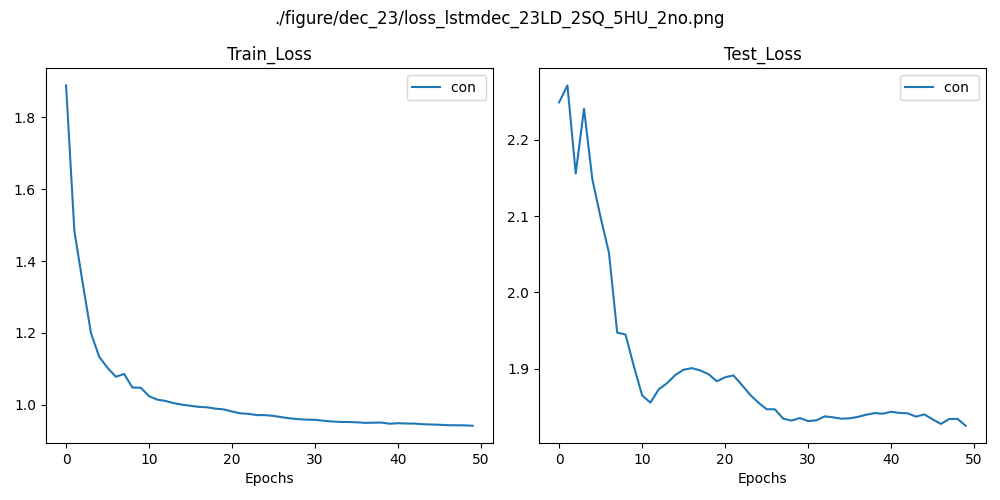 ./figure/dec_23/loss_lstmdec_23LD_2SQ_5HU_2no.png
Train_Loss
con
1.8
1.6
1.4
1.2
1.0
0 10 20 30 40 50
Epochs
Test_Loss
con
2.2
2.1
2.0
1.9
0 10 20 30 40 50
Epochs